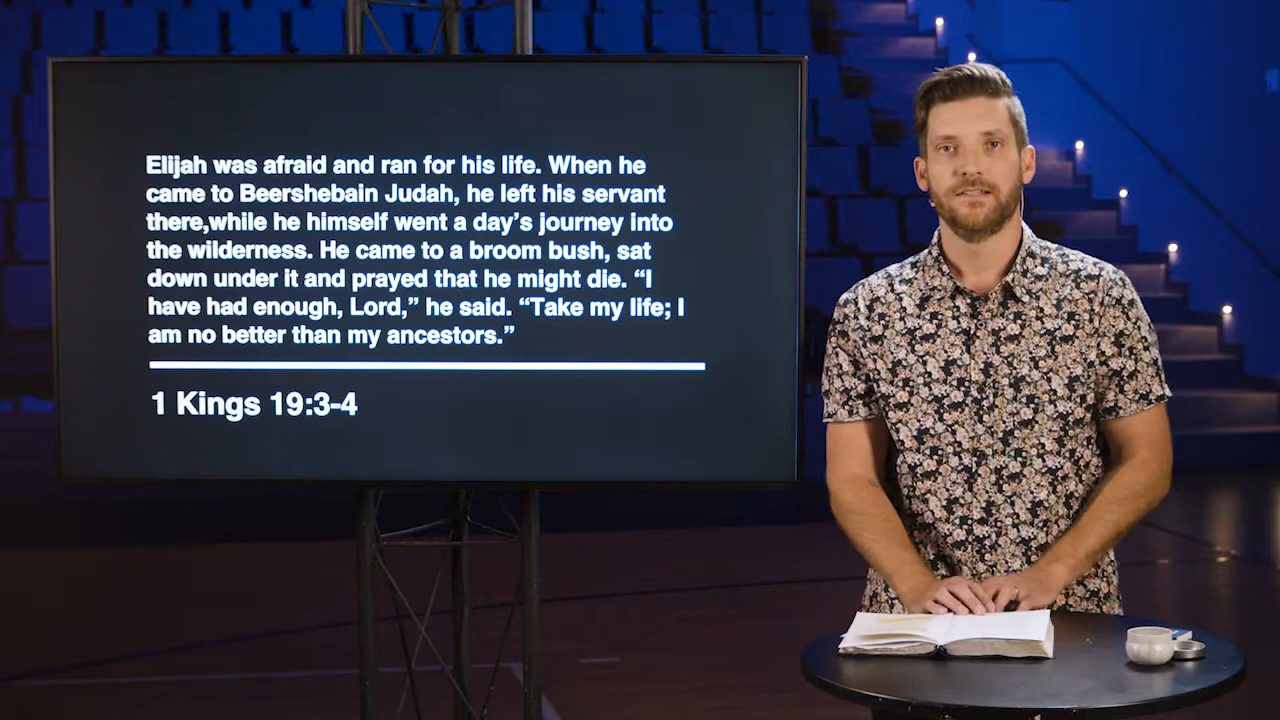 Elijah was afraid and ran for his life. When he
came to Beershebain Judah, he left his servant
there,while he himself went a day’s journey into
the wilderness. He came to a broom bush, sat
down under it and prayed that he might die. “I
have had enough, Lord,” he said. “Take my life; I
am no better than my ancestors.”
1 Kings 19:3-4